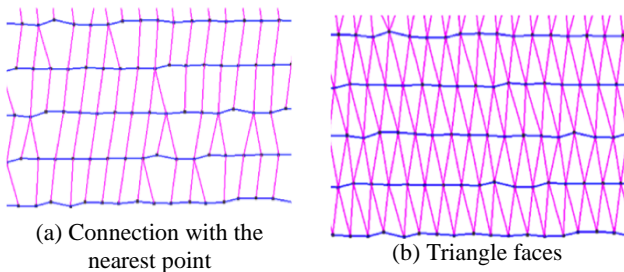 (a) Connection with the
nearest point
(b) Triangle faces